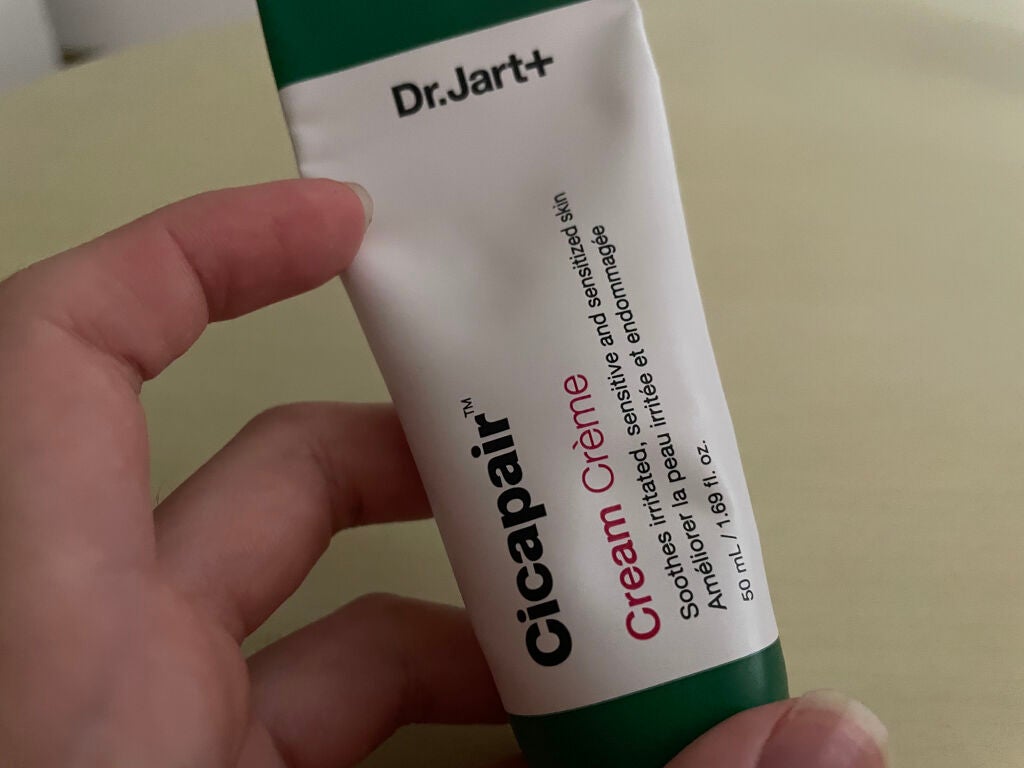 Dr.Jart+
Cicapair™
Cream Crème
Soothes irritated, sensitive and sensitized skin
Améliorer la peau irritée et endommagée
50 mL / 1.69 fl. oz.